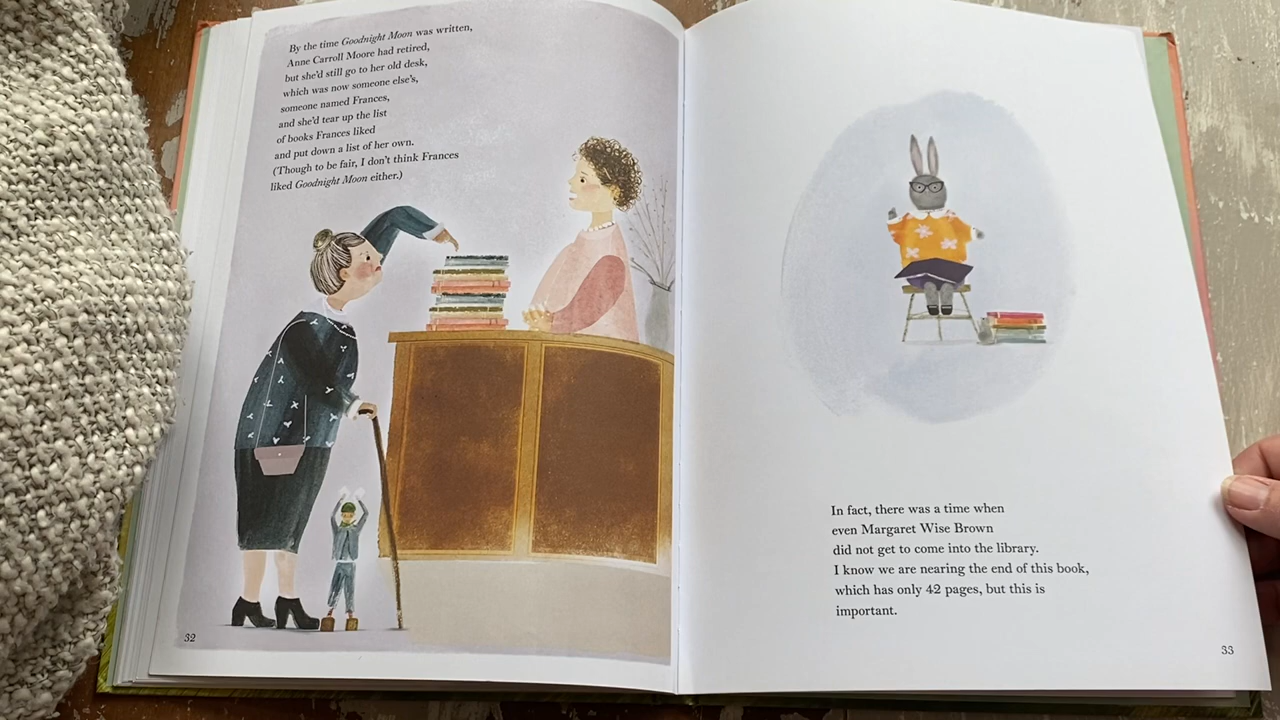 By the time Goodnight Moon was written,
Anne Carroll Moore had retired,
but she'd still go to her old desk,
which was now someone else's,
someone named Frances,
and she'd tear up the list
of books Frances liked
and put down a list of her own.
(Though to be fair, I don't think Frances
liked Goodnight Moon either.)
32
In fact, there was a time when
even Margaret Wise Brown
did not get to come into the library.
I know we are nearing the end of this book,
which has only 42 pages, but this is
important.
33